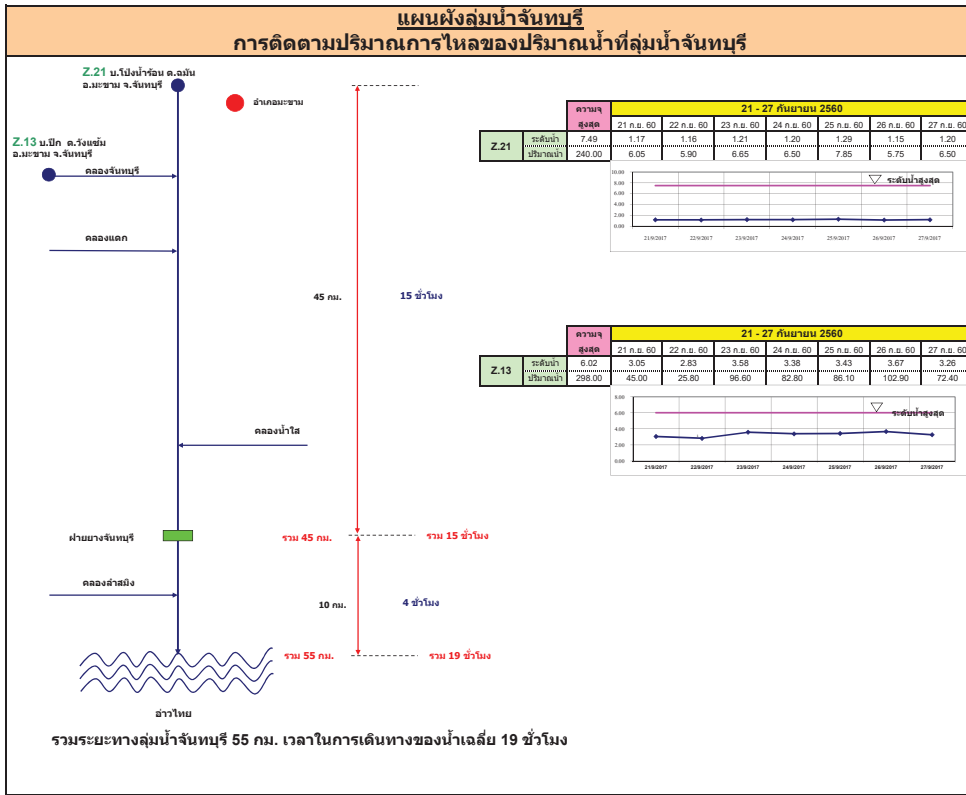 แผนผังลุ่มน้ำจันทบุรี
การติดตามปริมาณการไหลของปริมาณน้ำที่ลุ่มน้ำจันทบุรี
Z.21 บ.โป่งน้ำร้อน ต.ฉมัน
อ.มะขาม จ.จันทบุรี
อำเภอมะขาม
Z.13 บ.ปึก ต.วังแซ้ม
อ.มะขาม จ.จันทบุรี
คลองจันทบุรี
คลองแตก
45 กม.
15 ชั่วโมง
คลองน้ำใส
ฝายยางจันทบุรี
รวม 45 กม.
รวม 15 ชั่วโมง
คลองลำสมิง
10 กม.
4 ชั่วโมง
รวม 55 กม.
รวม 19 ชั่วโมง
อ่าวไทย
รวมระยะทางลุ่มน้ำจันทบุรี 55 กม. เวลาในการเดินทางของน้ำเฉลี่ย 19 ชั่วโมง
ความจุ 21 - 27 กันยายน 2560
สูงสุด 21 ก.ย. 60 22 ก.ย. 60 23 ก.ย. 60 24 ก.ย. 60 25 ก.ย. 60 26 ก.ย. 60 27 ก.ย. 60
Z.21 ระดับน้ำ 7.49 1.17 1.16 1.21 1.20 1.29 1.15 1.20
ปริมาณน้ำ 240.00 6.05 5.90 6.65 6.50 7.85 5.75 6.50
ระดับน้ำสูงสุด
10.00
8.00
6.00
4.00
2.00
0.00
21/9/2017 22/9/2017 23/9/2017 24/9/2017 25/9/2017 26/9/2017 27/9/2017
ความจุ 21 - 27 กันยายน 2560
สูงสุด 21 ก.ย. 60 22 ก.ย. 60 23 ก.ย. 60 24 ก.ย. 60 25 ก.ย. 60 26 ก.ย. 60 27 ก.ย. 60
Z.13 ระดับน้ำ 6.02 3.05 2.83 3.58 3.38 3.43 3.67 3.26
ปริมาณน้ำ 298.00 45.00 25.80 96.60 82.80 86.10 102.90 72.40
ระดับน้ำสูงสุด
8.00
6.00
4.00
2.00
0.00
21/9/2017 22/9/2017 23/9/2017 24/9/2017 25/9/2017 26/9/2017 27/9/2017